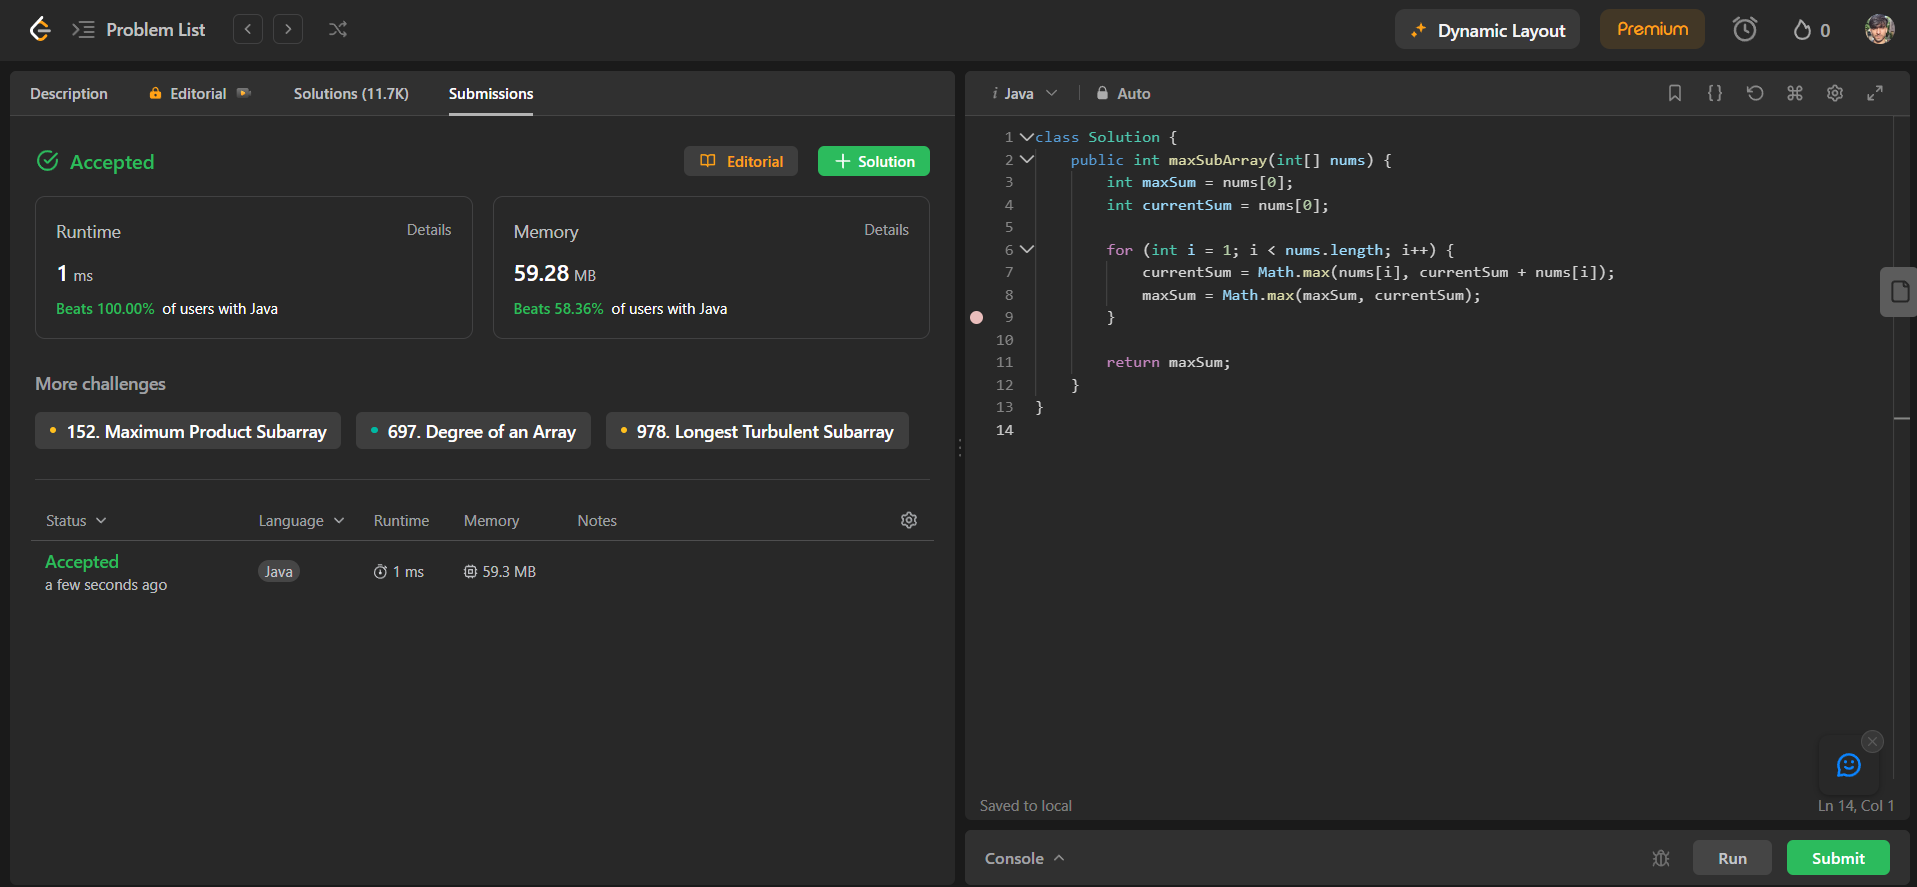 Problem List
Dynamic Layout
Premium
0
Description
Editorial
Solutions (11.7K)
Submissions
Accepted
Editorial
Solution
Runtime
Details
1 ms
Beats 100.00% of users with Java
Memory
Details
59.28 MB
Beats 58.36% of users with Java
More challenges
152. Maximum Product Subarray
697. Degree of an Array
978. Longest Turbulent Subarray
Status
Language
Runtime
Memory
Notes
Accepted
a few seconds ago
Java
1 ms
59.3 MB
i Java
Auto
1 class Solution {
2 public int maxSubArray(int[] nums) {
3 int maxSum = nums[0];
4 int currentSum = nums[0];
5
6 for (int i = 1; i < nums.length; i++) {
7 currentSum = Math.max(nums[i], currentSum + nums[i]);
8 maxSum = Math.max(maxSum, currentSum);
9 }
10
11 return maxSum;
12 }
13 }
14
Saved to local
Ln 14, Col 1
Console
Run
Submit